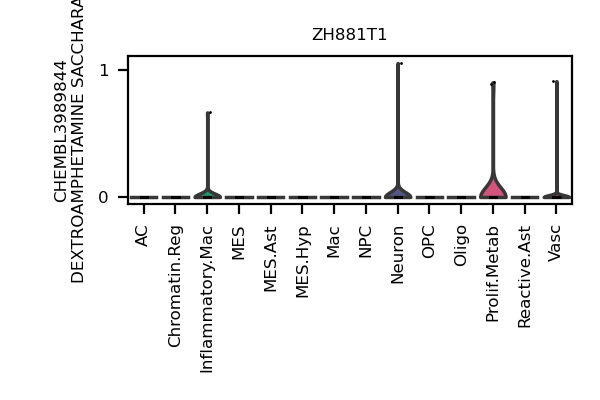 ZH881T1
CHEMBL3989844
DEXTROAMPHETAMINE
1
0
AC
Chromatin.Reg
Inflammatory.Mac
MES
MES.Ast
MES.Hyp
Mac
NPC
Neuron
OPC
Oligo
Prolif.Metab
Reactive.Ast
Vasc